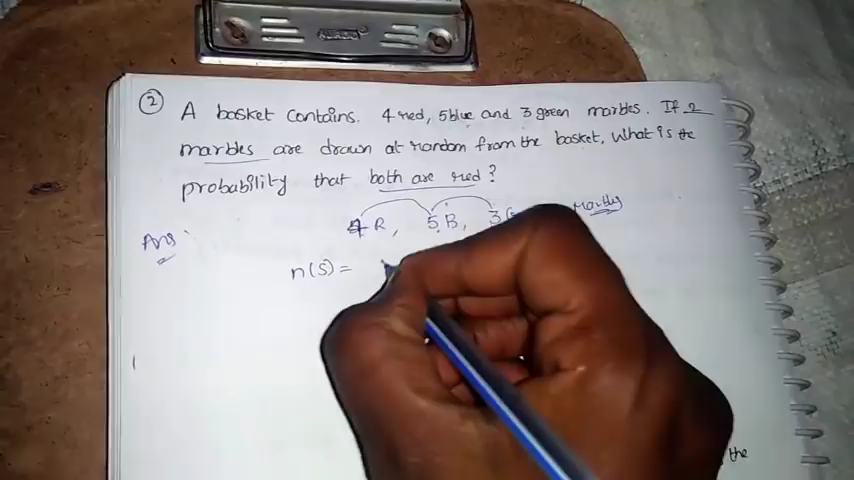 ② A basket contains. 4 red, 5 blue and 3 green marbles. If 2
marbles are drawn at random from the basket, What is the
probability that both are red?
4 R, 5 B, 3 G Marbles
Ans
n(S) =
the